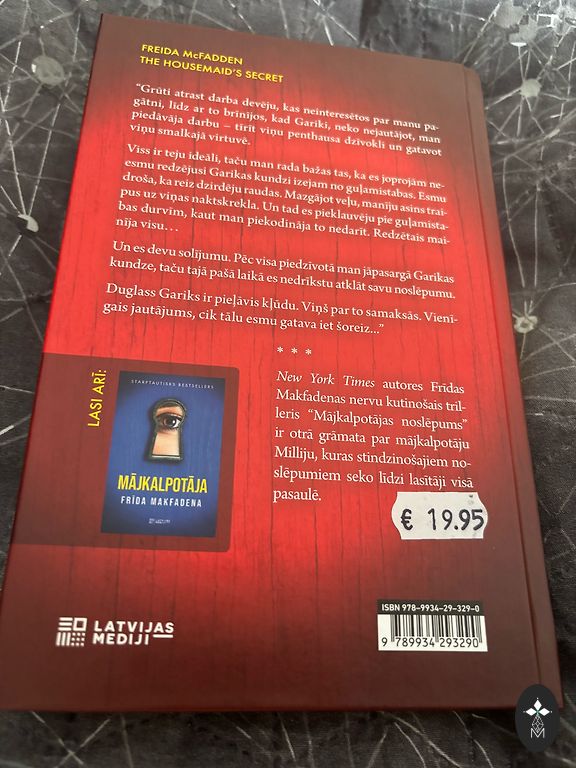 FREIDA McFADDEN
THE HOUSEMAID'S SECRET
"Grūti atrast darba devēju, kas neinteresētos par manu pa-
gātni, līdz ar to brīnījos, kad Gariki, neko nejautājot, man
piedāvāja darbu – tīrīt viņu penthausa dzīvokli un gatavot
viņu smalkajā virtuvē.
Viss ir teju ideāli, taču man rada bažas tas, ka es joprojām ne-
esmu redzējusi Garikas kundzi izejam no guļamistabas. Esmu
droša, ka reiz dzirdēju raudas. Mazgājot veļu, manīju asins trai-
pus uz viņas naktskrekla. Un tad es pieklauvēju pie guļamista-
bas durvīm, kaut man piekodināja to nedarīt. Redzētais mai-
nīja visu...
Un es devu solījumu. Pēc visa piedzīvotā man jāpasargā Garikas
kundze, taču tajā pašā laikā es nedrīkstu atklāt savu noslēpumu.
Duglass Gariks ir pieļāvis kļūdu. Viņš par to samaksās. Vienī-
gais jautājums, cik tālu esmu gatava iet šoreiz..."
* * *
LASI ARĪ:
STARPTAUTISKS BESTSELLERS
MĀJKALPOTĀJA
FRĪDA MAKFADENA
New York Times autores Frīdas
Makfadenas nervu kutinošais tril-
leris "Mājkalpotājas noslēpums"
ir otrā grāmata par mājkalpotāju
Milliju, kuras stindzinošajiem no-
slēpumiem seko līdzi lasītāji visā
pasaulē.
€ 19.95
ISBN 978-9934-29-329-0
9 789934 293290
LATVIJAS
MEDIJI
M